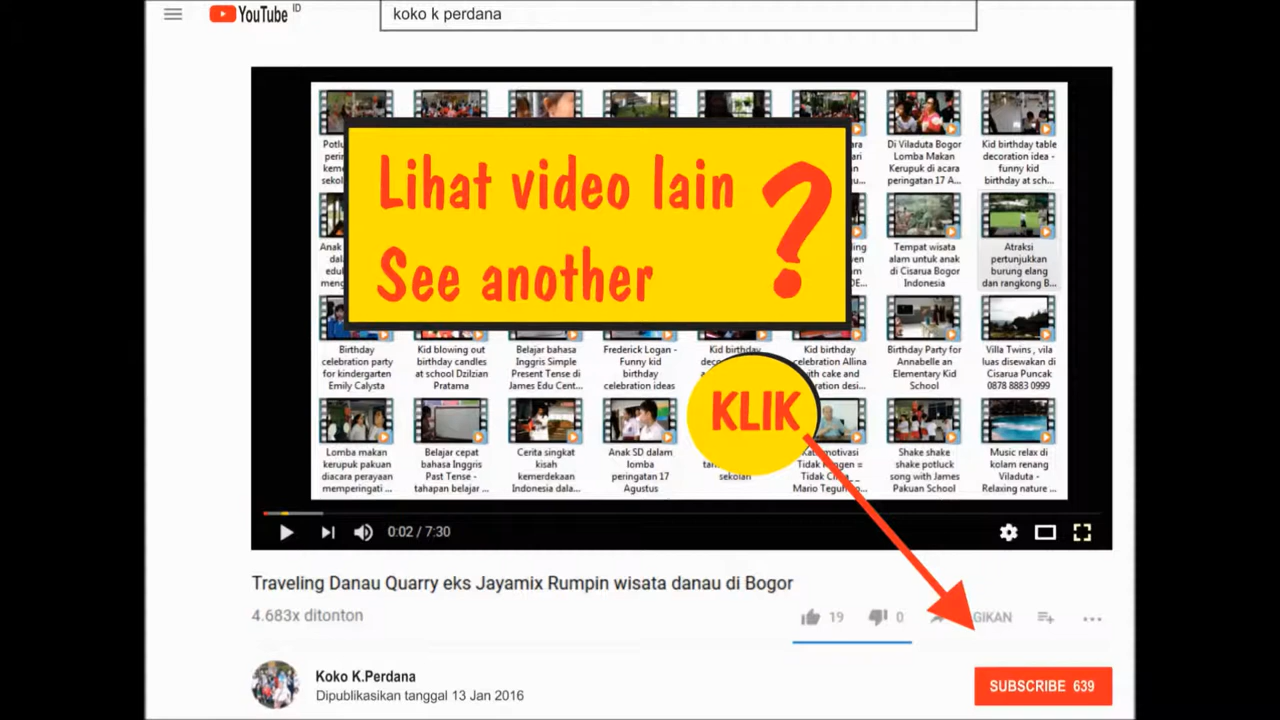 YouTube ID
koko k perdana
Di Viladuta Bogor
Lomba Makan
Kerupuk di acara
peringatan 17 A...
Kid birthday table
decoration idea -
funny kid
birthday at sch...
Lihat video lain
See another
?
Tempat wisata
alam untuk anak
di Cisarua Bogor
Indonesia
Atraksi
pertunjukkan
burung elang
dan rangkong B...
Birthday
celebration party
for kindergarten
Emily Calysta
Kid blowing out
birthday candles
at school Dzilzian
Pratama
Belajar bahasa
Inggris Simple
Present Tense di
James Edu Cent...
Frederick Logan -
Funny kid
birthday
celebration ideas
Kid birthday
Kid birthday
celebration Allina
with cake and
Birthday Party for
Annabelle an
Elementary Kid
School
Villa Twins , vila
luas disewakan di
Cisarua Puncak
0878 8883 0999
KLIK
Lomba makan
kerupuk pakuan
diacara perayaan
memperingati ...
Belajar cepat
bahasa Inggris
Past Tense -
tahapan belajar ...
Cerita singkat
kisah
kemerdekaan
Indonesia dala...
Anak SD dalam
lomba
peringatan 17
Agustus
sekolah
motivasi
Tidak
Tidak
Mario Teguh
Shake shake
shake potluck
song with James
Pakuan School
Music relax di
kolam renang
Viladuta -
Relaxing nature ...
0:02 / 7:30
Traveling Danau Quarry eks Jayamix Rumpin wisata danau di Bogor
4.683x ditonton
19
0
GIKAN
Koko K.Perdana
Dipublikasikan tanggal 13 Jan 2016
SUBSCRIBE 639